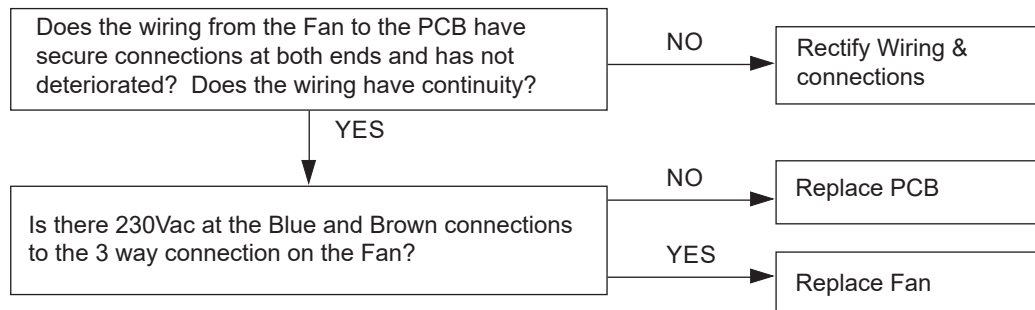 Does the wiring from the Fan to the PCB have
secure connections at both ends and has not
deteriorated?  Does the wiring have continuity?
NO
Rectify Wiring &
connections
YES
Is there 230Vac at the Blue and Brown connections
to the 3 way connection on the Fan?
NO
Replace PCB
YES
Replace Fan